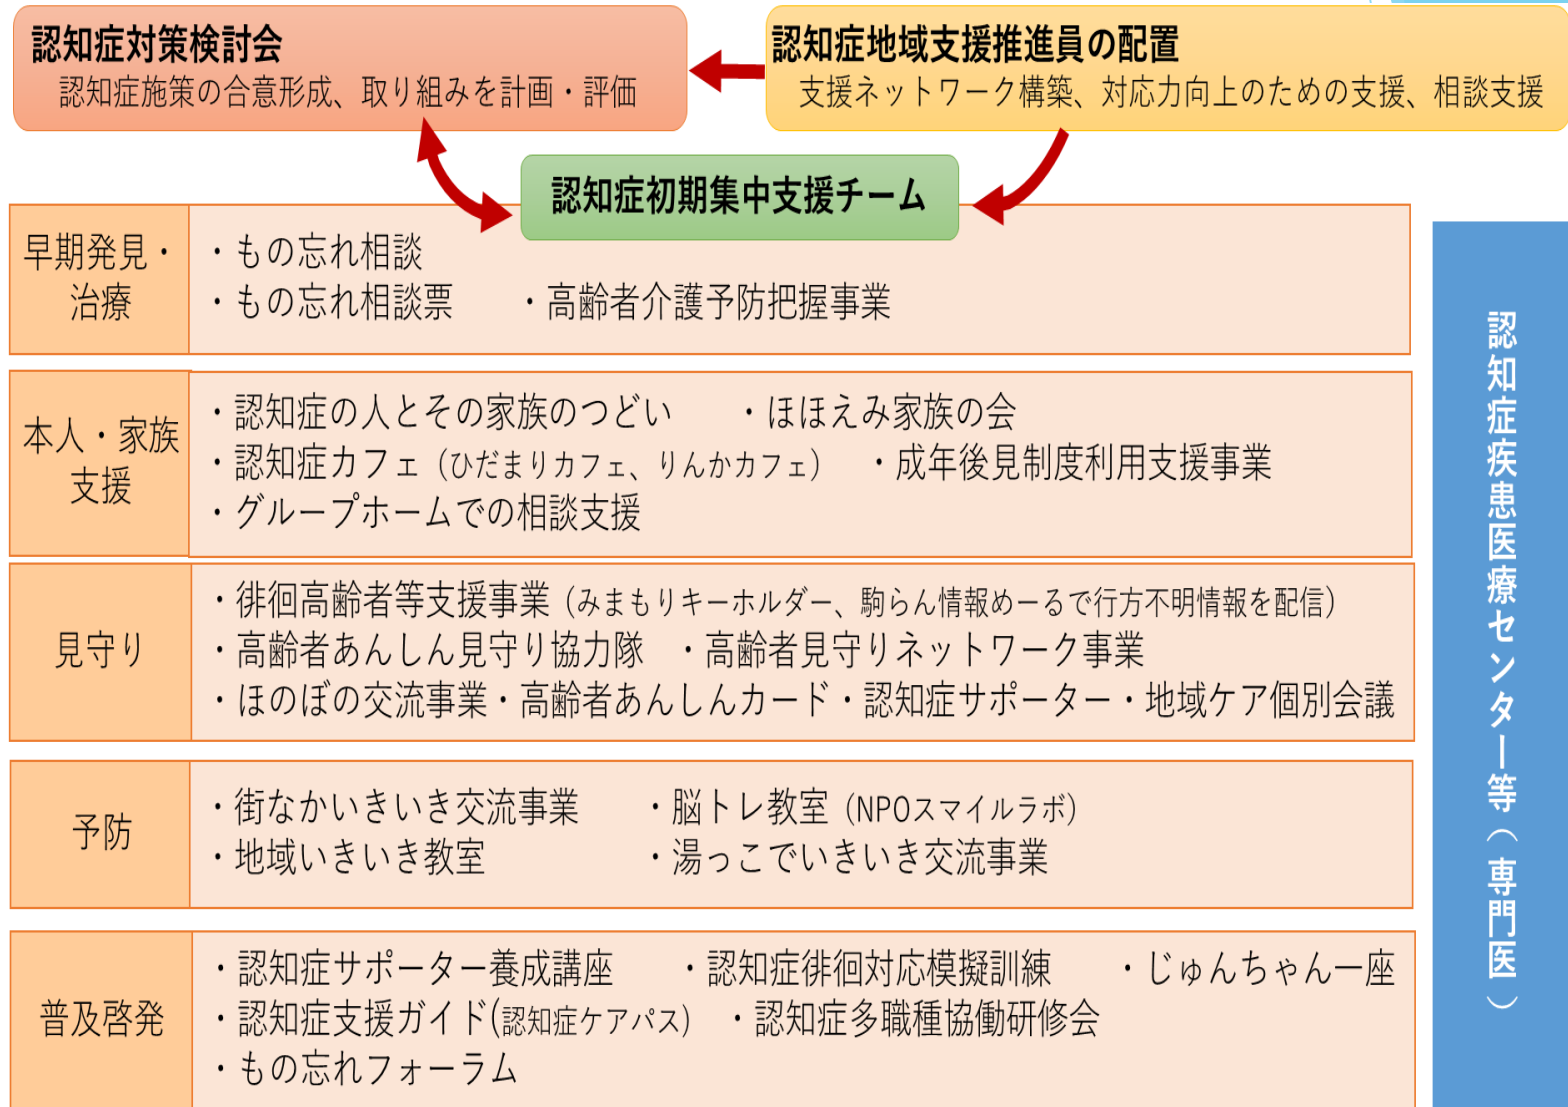 認知症対策検討会
認知症施策の合意形成、取り組みを計画・評価
認知症地域支援推進員の配置
支援ネットワーク構築、対応力向上のための支援、相談支援
認知症初期集中支援チーム
早期発見・
治療
・もの忘れ相談
・もの忘れ相談票　　・高齢者介護予防把握事業
本人・家族
支援
・認知症の人とその家族のつどい　　・ほほえみ家族の会
・認知症カフェ（ひだまりカフェ、りんかカフェ）　・成年後見制度利用支援事業
・グループホームでの相談支援
見守り
・徘徊高齢者等支援事業（みまもりキーホルダー、駒らん情報めーるで行方不明情報を配信）
・高齢者あんしん見守り協力隊　・高齢者見守りネットワーク事業
・ほのぼの交流事業・高齢者あんしんカード・認知症サポーター・地域ケア個別会議
予防
・街なかいきいき交流事業　　・脳トレ教室（NPOスマイルラボ）
・地域いきいき教室　　・湯っこでいきいき交流事業
普及啓発
・認知症サポーター養成講座　　・認知症徘徊対応模擬訓練　　・じゅんちゃん一座
・認知症支援ガイド(認知症ケアパス）　・認知症多職種協働研修会
・もの忘れフォーラム
認知症疾患医療センター等（専門医）